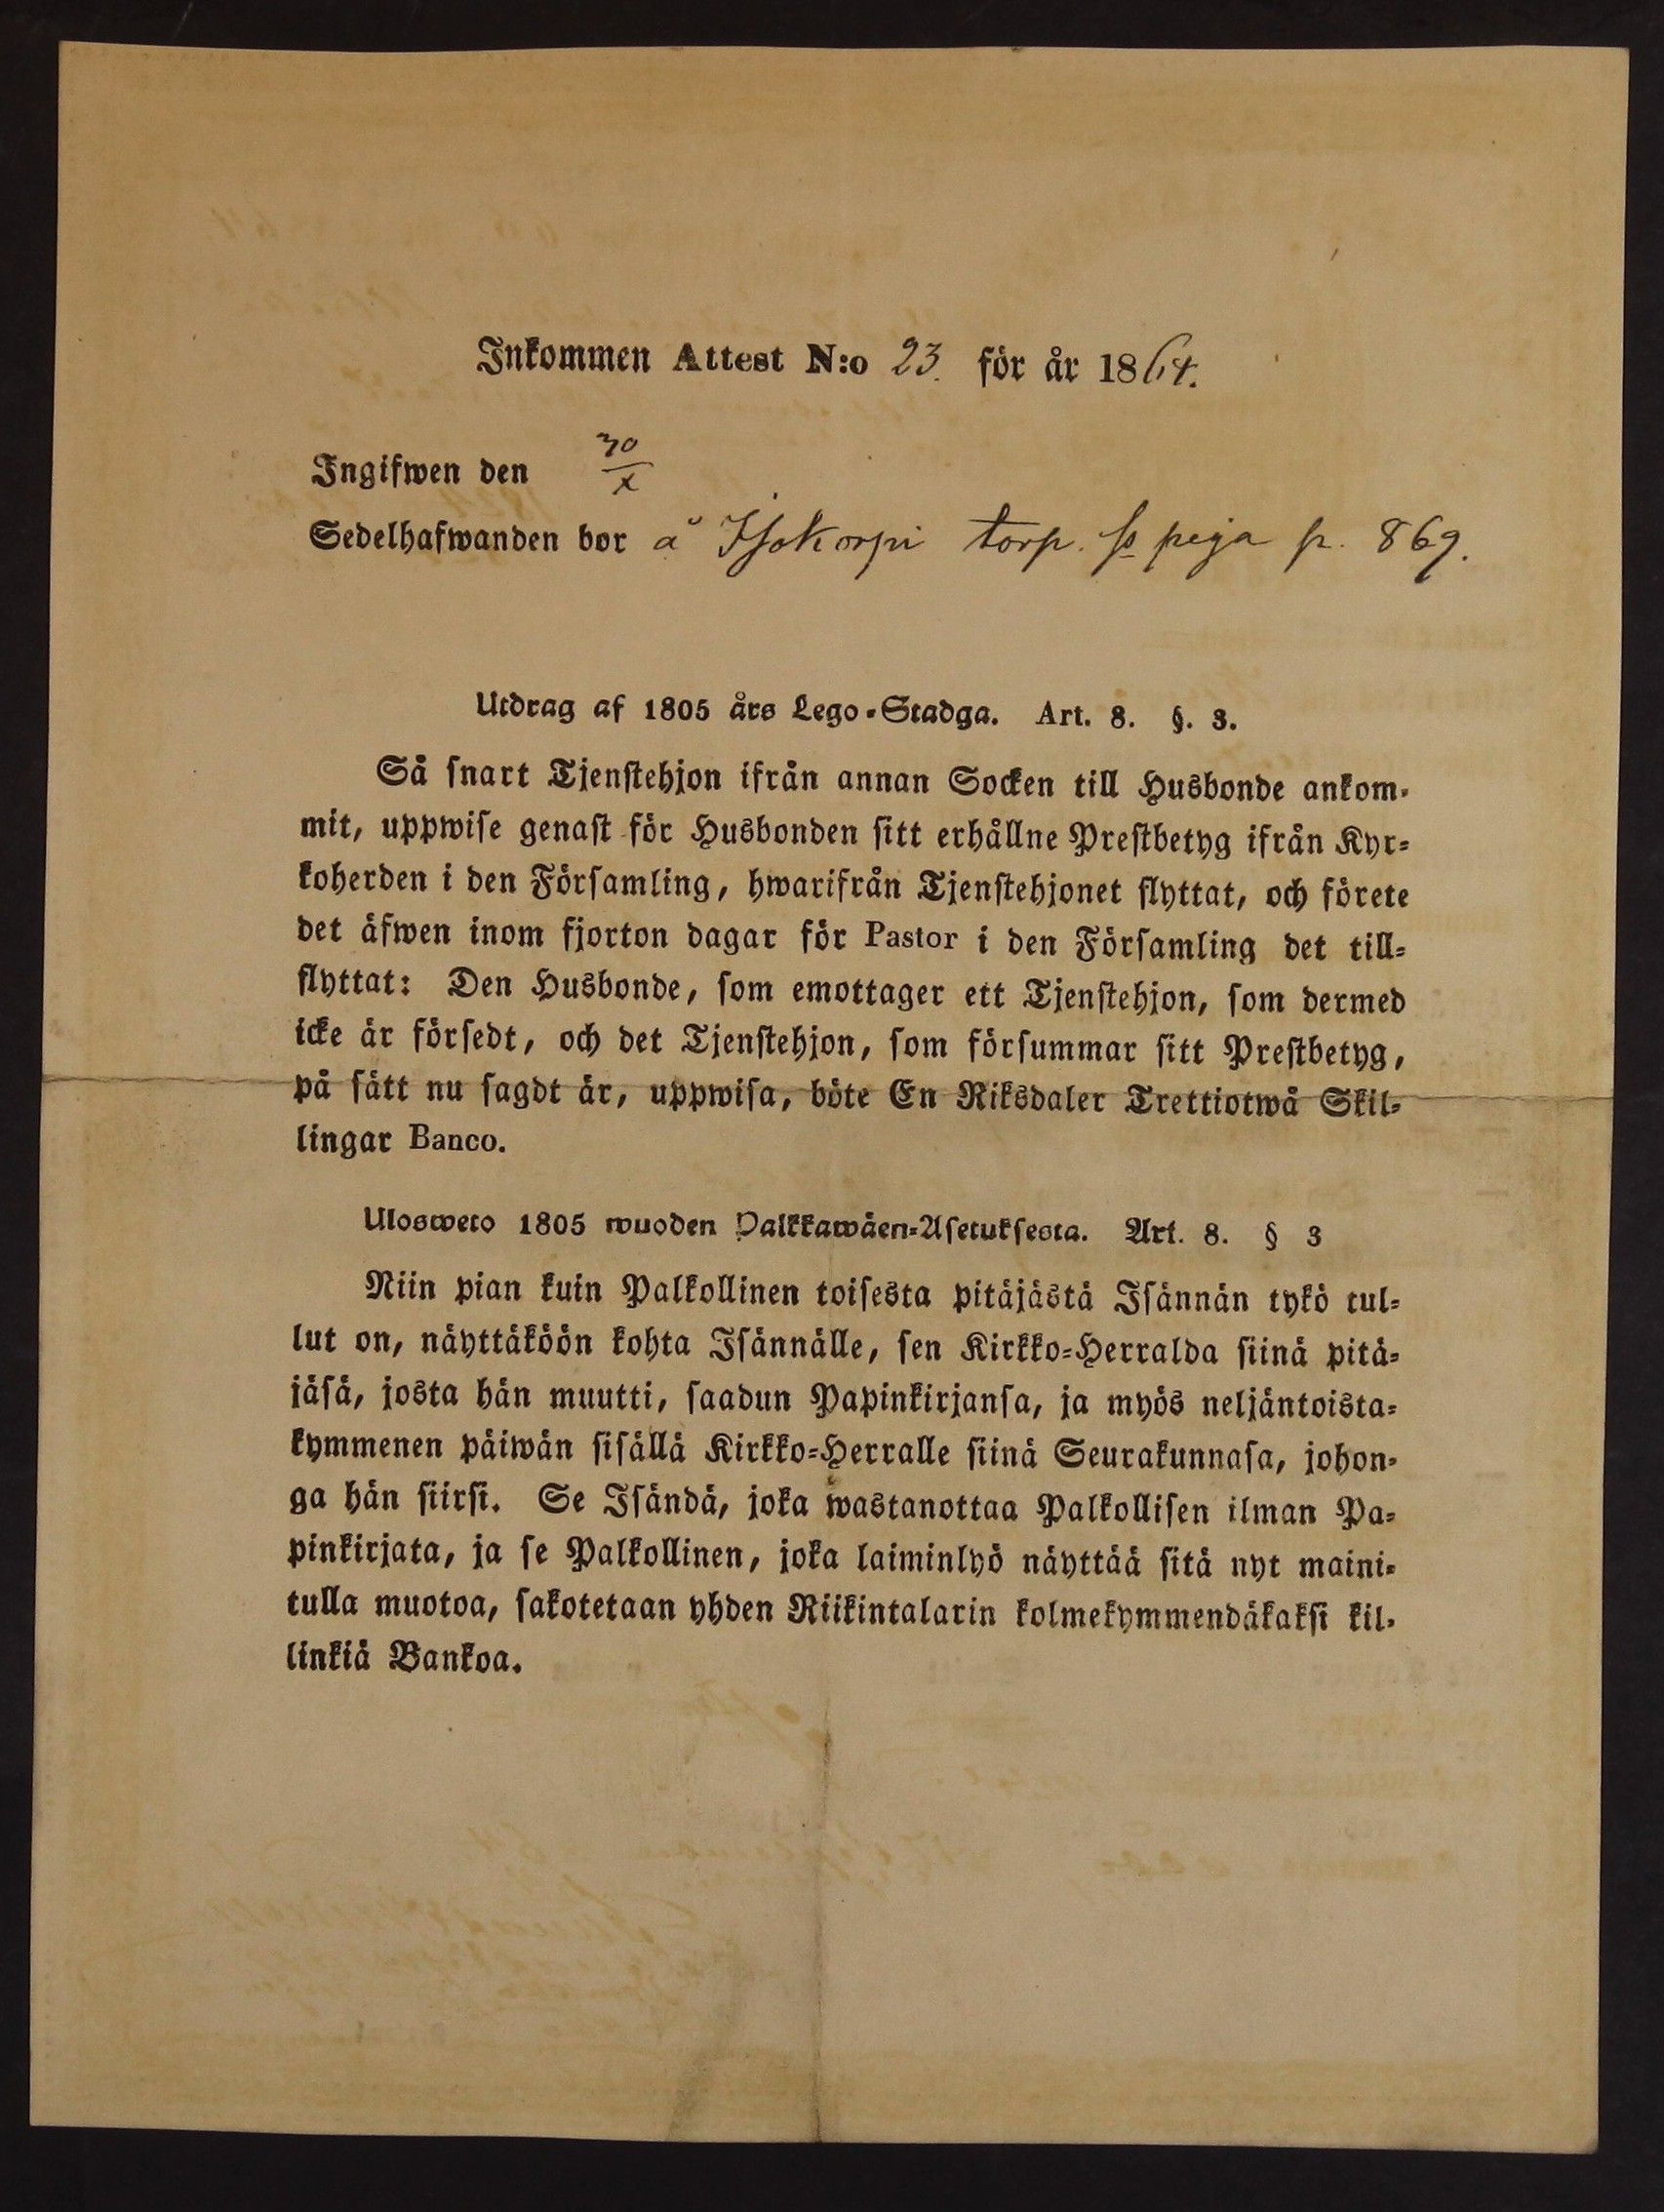 Inkommen Attest N:o 23. för år 1864.
Ingifwen den 30/X
Sedelhafwanden bor å Isokorpi torp. ss piga p. 869.
Utdrag af 1805 års Lego-Stadga. Art. 8. §. 3.
Så snart Tjenstehjon ifrån annan Socken till Husbonde ankom-
mit, uppwise genast för Husbonden sitt erhållne Prestbetyg ifrån Kyr-
koherden i den Församling, hwarifrån Tjenstehjonet flyttat, och förete
det äfwen inom fjorton dagar för Pastor i den Församling det till-
flyttat: Den Husbonde, som emottager ett Tjenstehjon, som dermed
icke är försedt, och det Tjenstehjon, som försummar sitt Prestbetyg,
på sätt nu sagdt är, uppwisa, böte En Riksdaler Trettiotwå Skil-
lingar Banco.
Ulosweto 1805 wuoden Palkkawäen-Asetuksesta. Art. 8. § 3
Niin pian kuin Palkollinen toisesta pitäjästä Isännän tykö tul-
lut on, näyttäköön kohta Isännälle, sen Kirkko-Herralda siinä pitä-
jäsä, josta hän muutti, saadun Papinkirjansa, ja myös neljäntoista-
kymmenen päiwän sisällä Kirkko-Herralle siinä Seurakunnasa, johon-
ga hän siirsi. Se Isändä, joka wastanottaa Palkollisen ilman Pa-
pinkirjata, ja se Palkollinen, joka laiminlyö näyttää sitä nyt maini-
tulla muotoa, sakotetaan yhden Riikintalarin kolmekymmendäkaksi kil-
linkiä Bankoa.